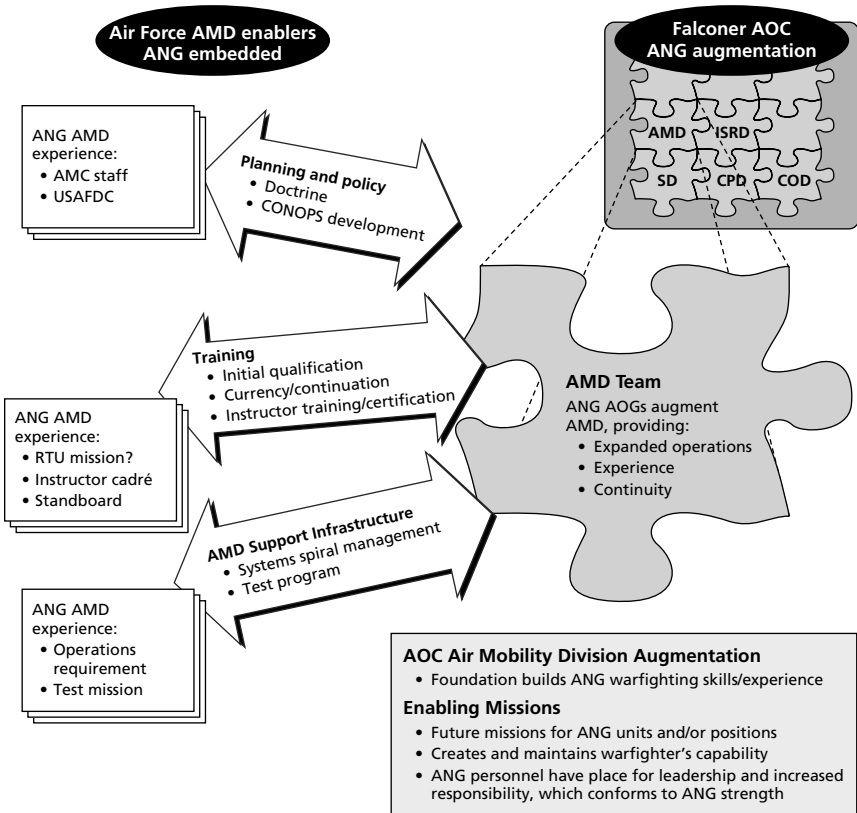 Air Force AMD enablers
ANG embedded
Falconer AOC
ANG augmentation
AMD
ISRD
SD
CPD
COD
ANG AMD
experience:
• AMC staff
• USAFDC
Planning and policy
• Doctrine
• CONOPS development
Training
• Initial qualification
• Currency/continuation
• Instructor training/certification
ANG AMD
experience:
• RTU mission?
• Instructor cadré
• Standboard
AMD Support Infrastructure
• Systems spiral management
• Test program
ANG AMD
experience:
• Operations
requirement
• Test mission
AMD Team
ANG AOGs augment
AMD, providing:
• Expanded operations
• Experience
• Continuity
AOC Air Mobility Division Augmentation
• Foundation builds ANG warfighting skills/experience
Enabling Missions
• Future missions for ANG units and/or positions
• Creates and maintains warfighter’s capability
• ANG personnel have place for leadership and increased
responsibility, which conforms to ANG strength